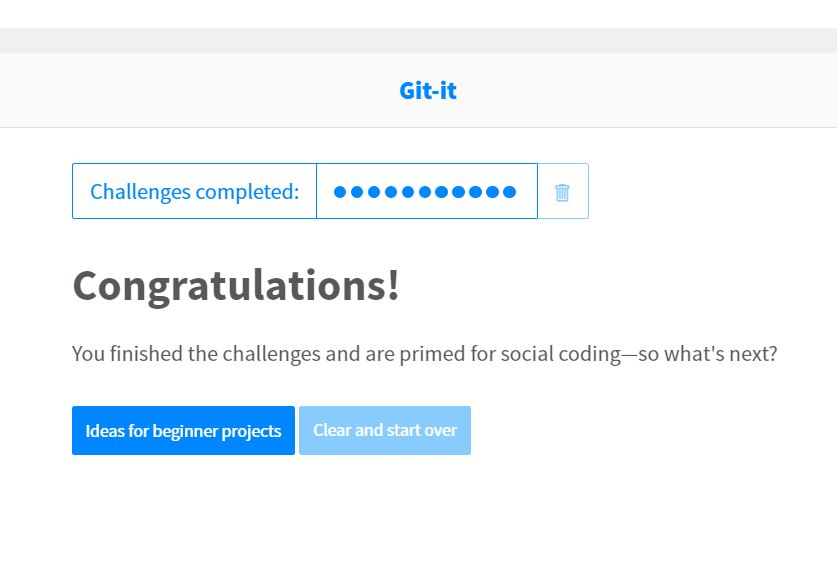 Git-it
Challenges completed:
Congratulations!
You finished the challenges and are primed for social coding—so what's next?
Ideas for beginner projects
Clear and start over